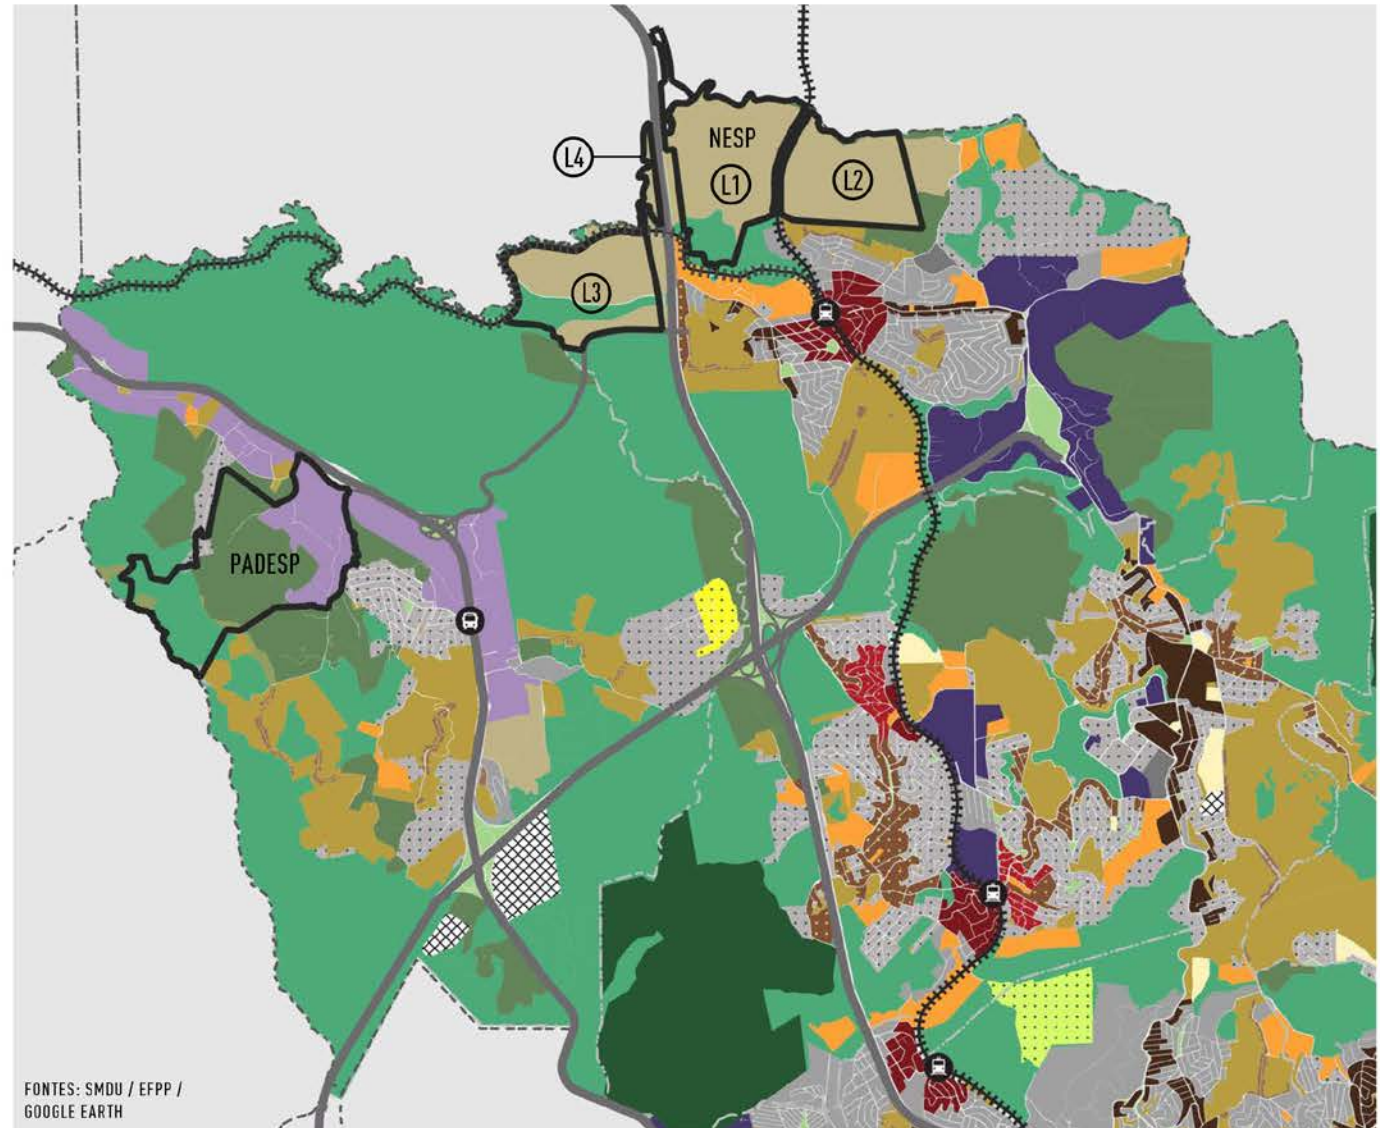 NESP
L4
L1
L2
L3
PADESP
FONTES: SMDU / EFPP /
GOOGLE EARTH